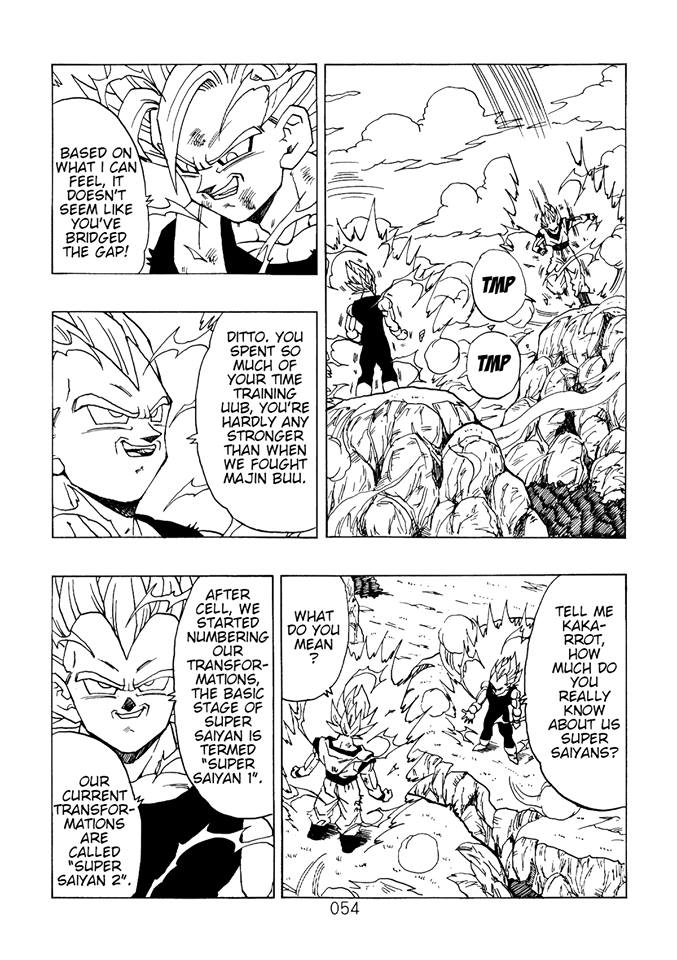 TMP
TMP
BASED ON
WHAT I CAN
FEEL, IT
DOESN'T
SEEM LIKE
YOU'VE
BRIDGED
THE GAP!
DITTO. YOU
SPENT SO
MUCH OF
YOUR TIME
TRAINING
UUB, YOU'RE
HARDLY ANY
STRONGER
THAN WHEN
WE FOUGHT
MAJIN BUU.
TELL ME
KAKA-
RROT,
HOW
MUCH DO
YOU
REALLY
KNOW
ABOUT US
SUPER
SAIYANS?
WHAT
DO YOU
MEAN
?
AFTER
CELL, WE
STARTED
NUMBERING
OUR
TRANSFOR-
MATIONS,
THE BASIC
STAGE OF
SUPER
SAIYAN IS
TERMED
"SUPER
SAIYAN 1".
OUR
CURRENT
TRANSFOR-
MATIONS
ARE
CALLED
"SUPER
SAIYAN 2".
054